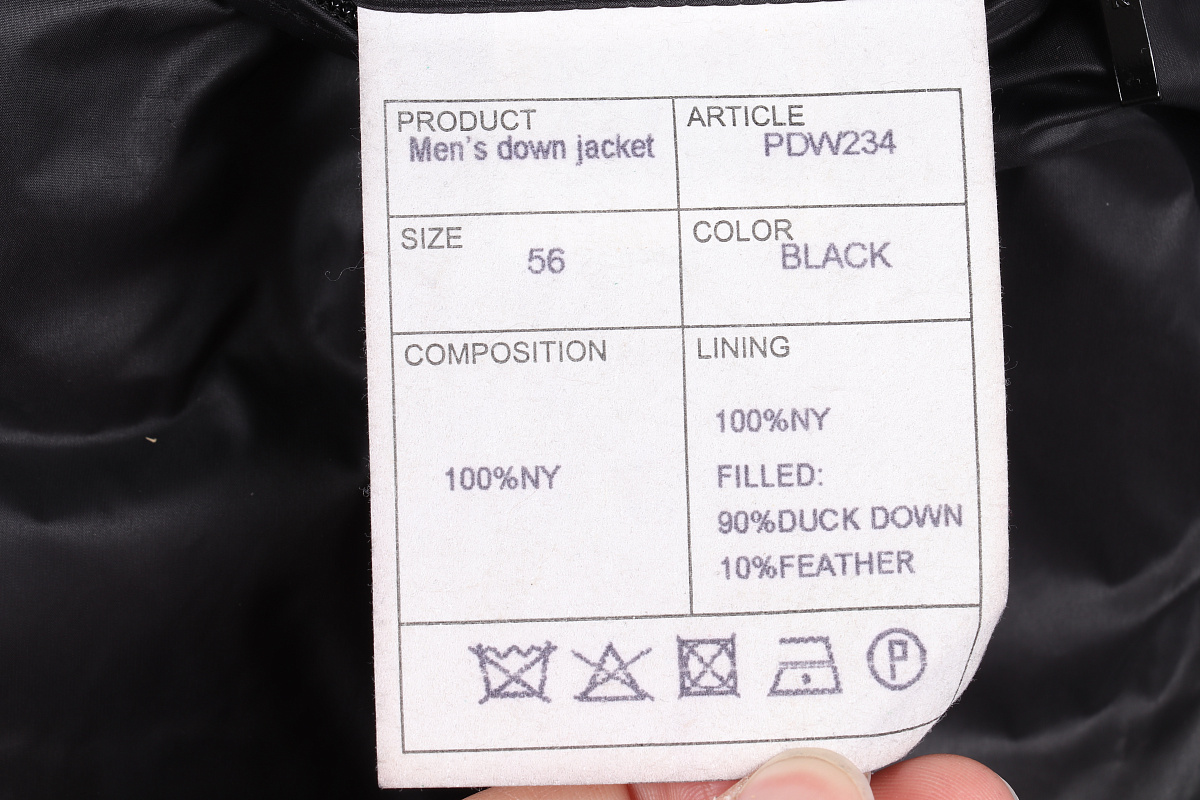 PRODUCT
Men's down jacket
ARTICLE
PDW234
SIZE
56
COLOR
BLACK
COMPOSITION
100%NY
LINING
100%NY
FILLED:
90%DUCK DOWN
10%FEATHER
P